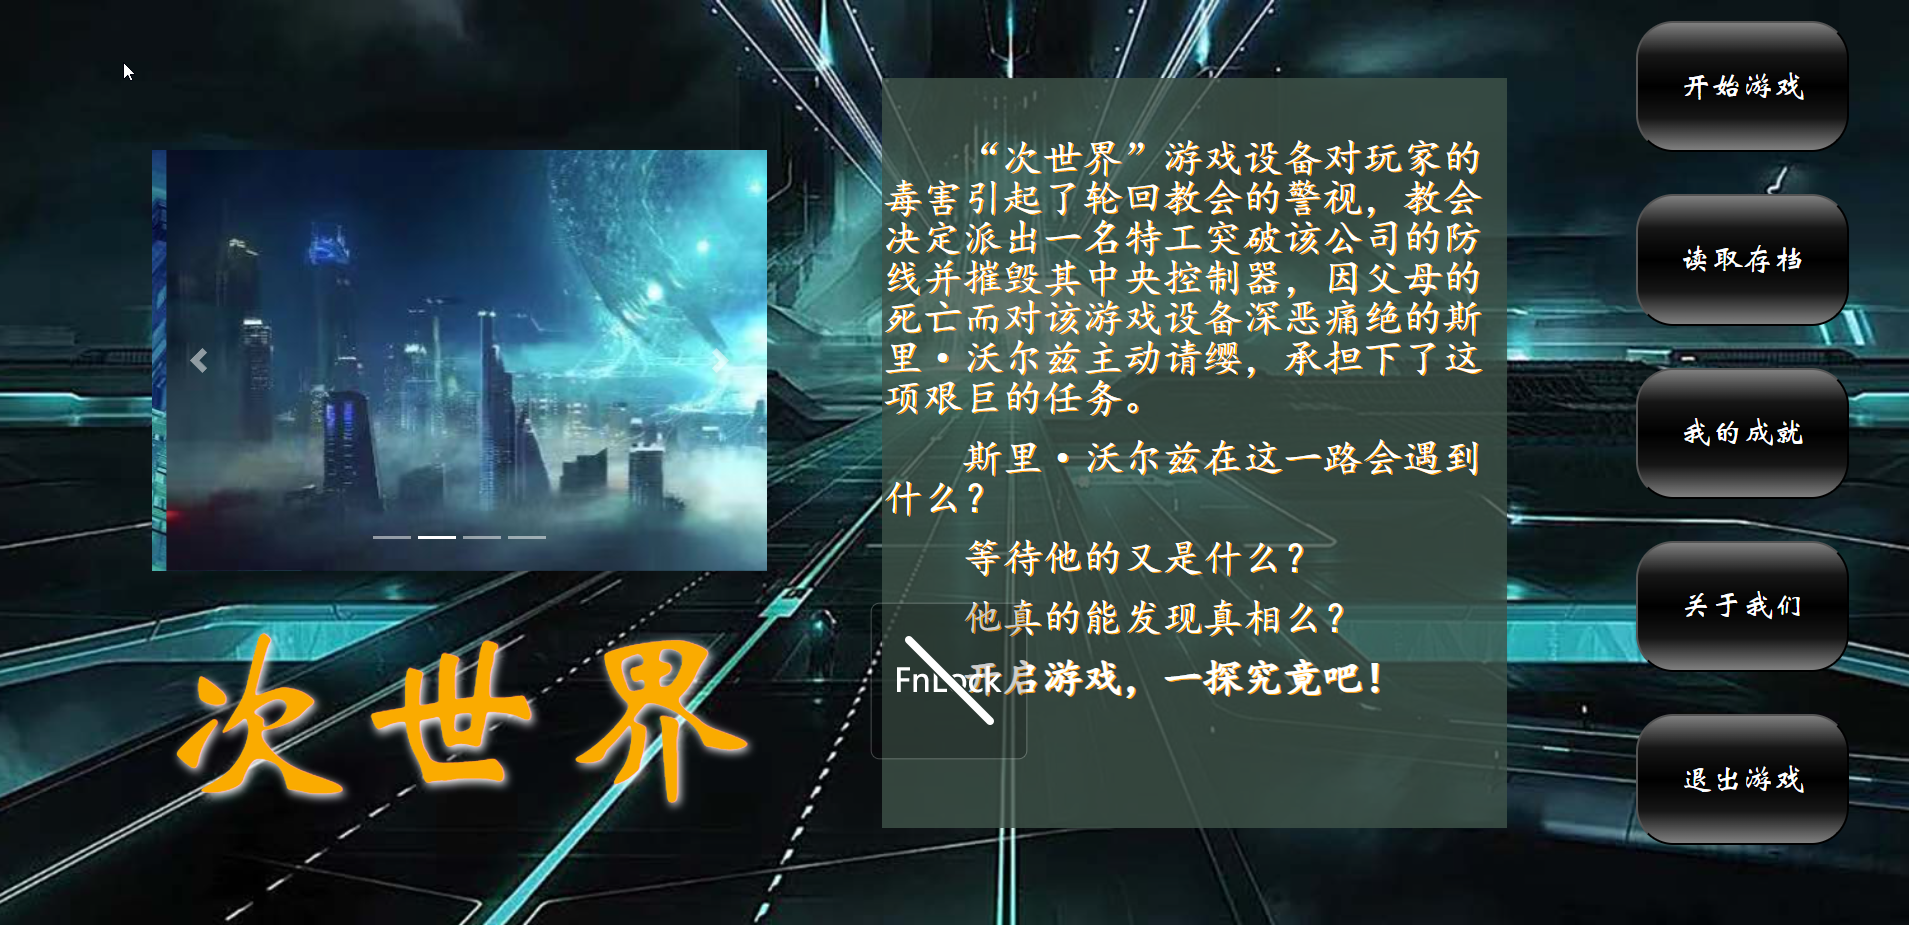 “次世界”游戏设备对玩家的
毒害引起了轮回教会的警视，教会
决定派出一名特工突破该公司的防
线并摧毁其中央控制器，因父母的
死亡而对该游戏设备深恶痛绝的斯
里·沃尔兹主动请缨，承担下了这
项艰巨的任务。
斯里·沃尔兹在这一路会遇到
什么？
等待他的又是什么？
他真的能发现真相么？
开启游戏，一探究竟吧！
FnLock
次世界
开始游戏
读取存档
我的成就
关于我们
退出游戏